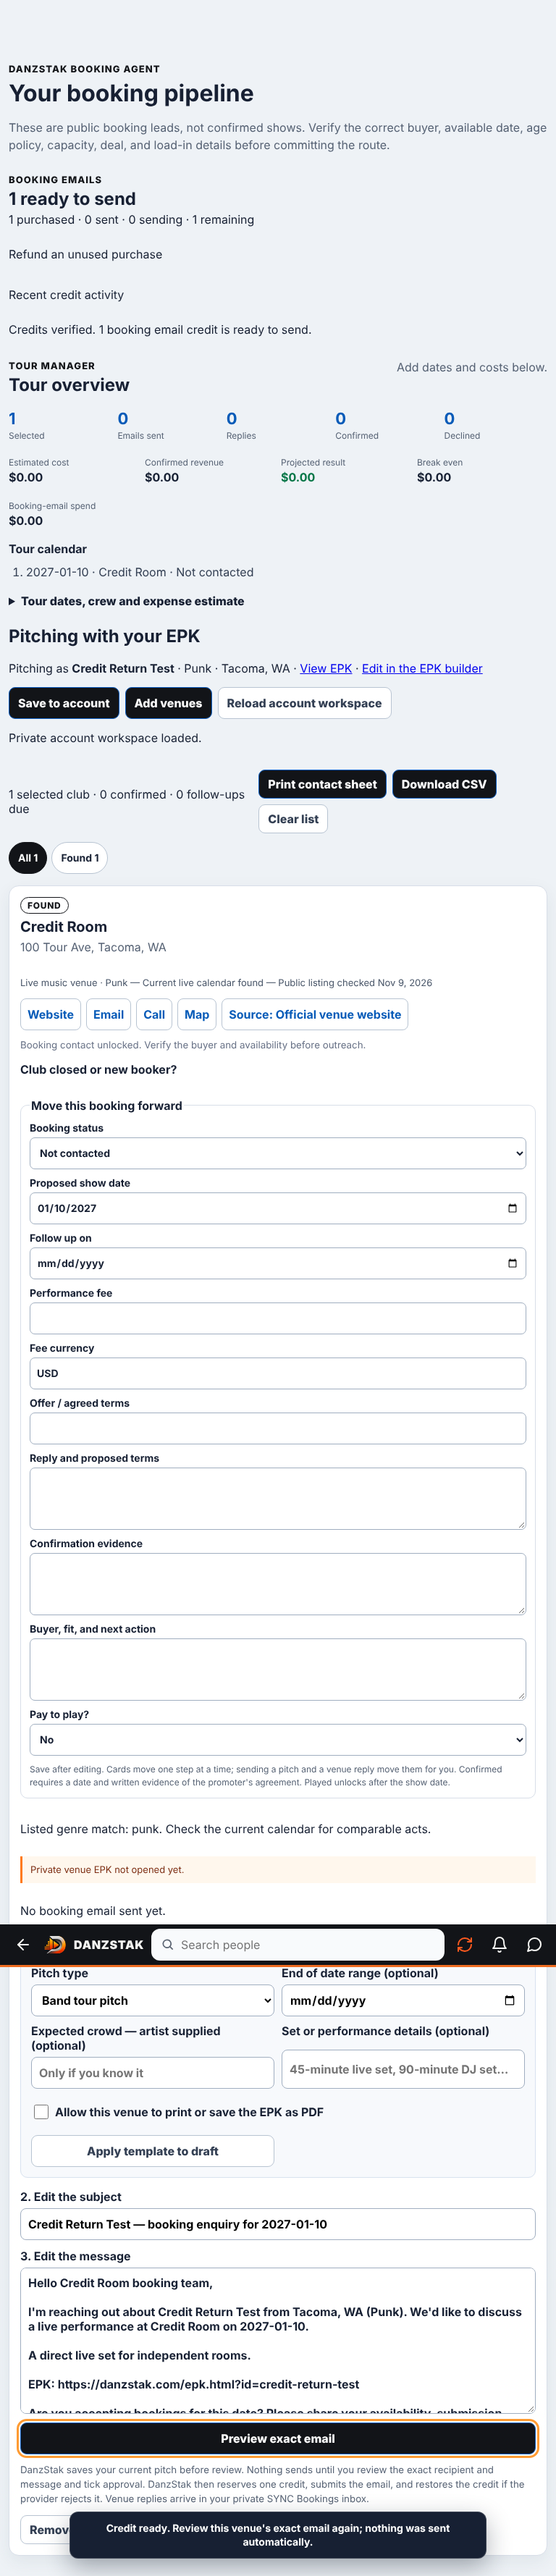 DANZSTAK BOOKING AGENT
Your booking pipeline
These are public booking leads, not confirmed shows. Verify the correct buyer, available date, age
policy, capacity, deal, and load-in details before committing the route.
BOOKING EMAILS
1 ready to send
1 purchased · 0 sent · 0 sending · 1 remaining
Refund an unused purchase
Recent credit activity
Credits verified. 1 booking email credit is ready to send.
TOUR MANAGER
Tour overview
Add dates and costs below.
1 0 0 0 0
Selected Emails sent Replies Confirmed Declined
Estimated cost Confirmed revenue Projected result Break even
$0.00 $0.00 $0.00 $0.00
Booking-email spend
$0.00
Tour calendar
1. 2027-01-10 · Credit Room · Not contacted
Tour dates, crew and expense estimate
Pitching with your EPK
Pitching as Credit Return Test · Punk · Tacoma, WA · View EPK · Edit in the EPK builder
Save to account Add venues Reload account workspace
Private account workspace loaded.
1 selected club · 0 confirmed · 0 follow-ups
due
Print contact sheet Download CSV
Clear list
All 1 Found 1
FOUND
Credit Room
100 Tour Ave, Tacoma, WA
Live music venue · Punk — Current live calendar found — Public listing checked Nov 9, 2026
Website Email Call Map Source: Official venue website
Booking contact unlocked. Verify the buyer and availability before outreach.
Club closed or new booker?
Move this booking forward
Booking status
Not contacted
Proposed show date
01/10/2027
Follow up on
mm/dd/yyyy
Performance fee
Fee currency
USD
Offer / agreed terms
Reply and proposed terms
Confirmation evidence
Buyer, fit, and next action
Pay to play?
No
Save after editing. Cards move one step at a time; sending a pitch and a venue reply move them for you. Confirmed
requires a date and written evidence of the promoter's agreement. Played unlocks after the show date.
Listed genre match: punk. Check the current calendar for comparable acts.
Private venue EPK not opened yet.
No booking email sent yet.
DANZSTAK Search people
Pitch type End of date range (optional)
Band tour pitch mm/dd/yyyy
Expected crowd — artist supplied
(optional)
Set or performance details (optional)
Only if you know it 45-minute live set, 90-minute DJ set...
Allow this venue to print or save the EPK as PDF
Apply template to draft
2. Edit the subject
Credit Return Test — booking enquiry for 2027-01-10
3. Edit the message
Hello Credit Room booking team,
I'm reaching out about Credit Return Test from Tacoma, WA (Punk). We'd like to discuss
a live performance at Credit Room on 2027-01-10.
A direct live set for independent rooms.
EPK: https://danzstak.com/epk.html?id=credit-return-test
Are you accepting bookings for this date? Please share your availability, submission
Preview exact email
DanzStak saves your current pitch before review. Nothing sends until you review the exact recipient and
message and tick approval. DanzStak then reserves one credit, submits the email, and restores the credit if the
provider rejects it. Venue replies arrive in your private SYNC Bookings inbox.
Remov
Credit ready. Review this venue's exact email again; nothing was sent
automatically.